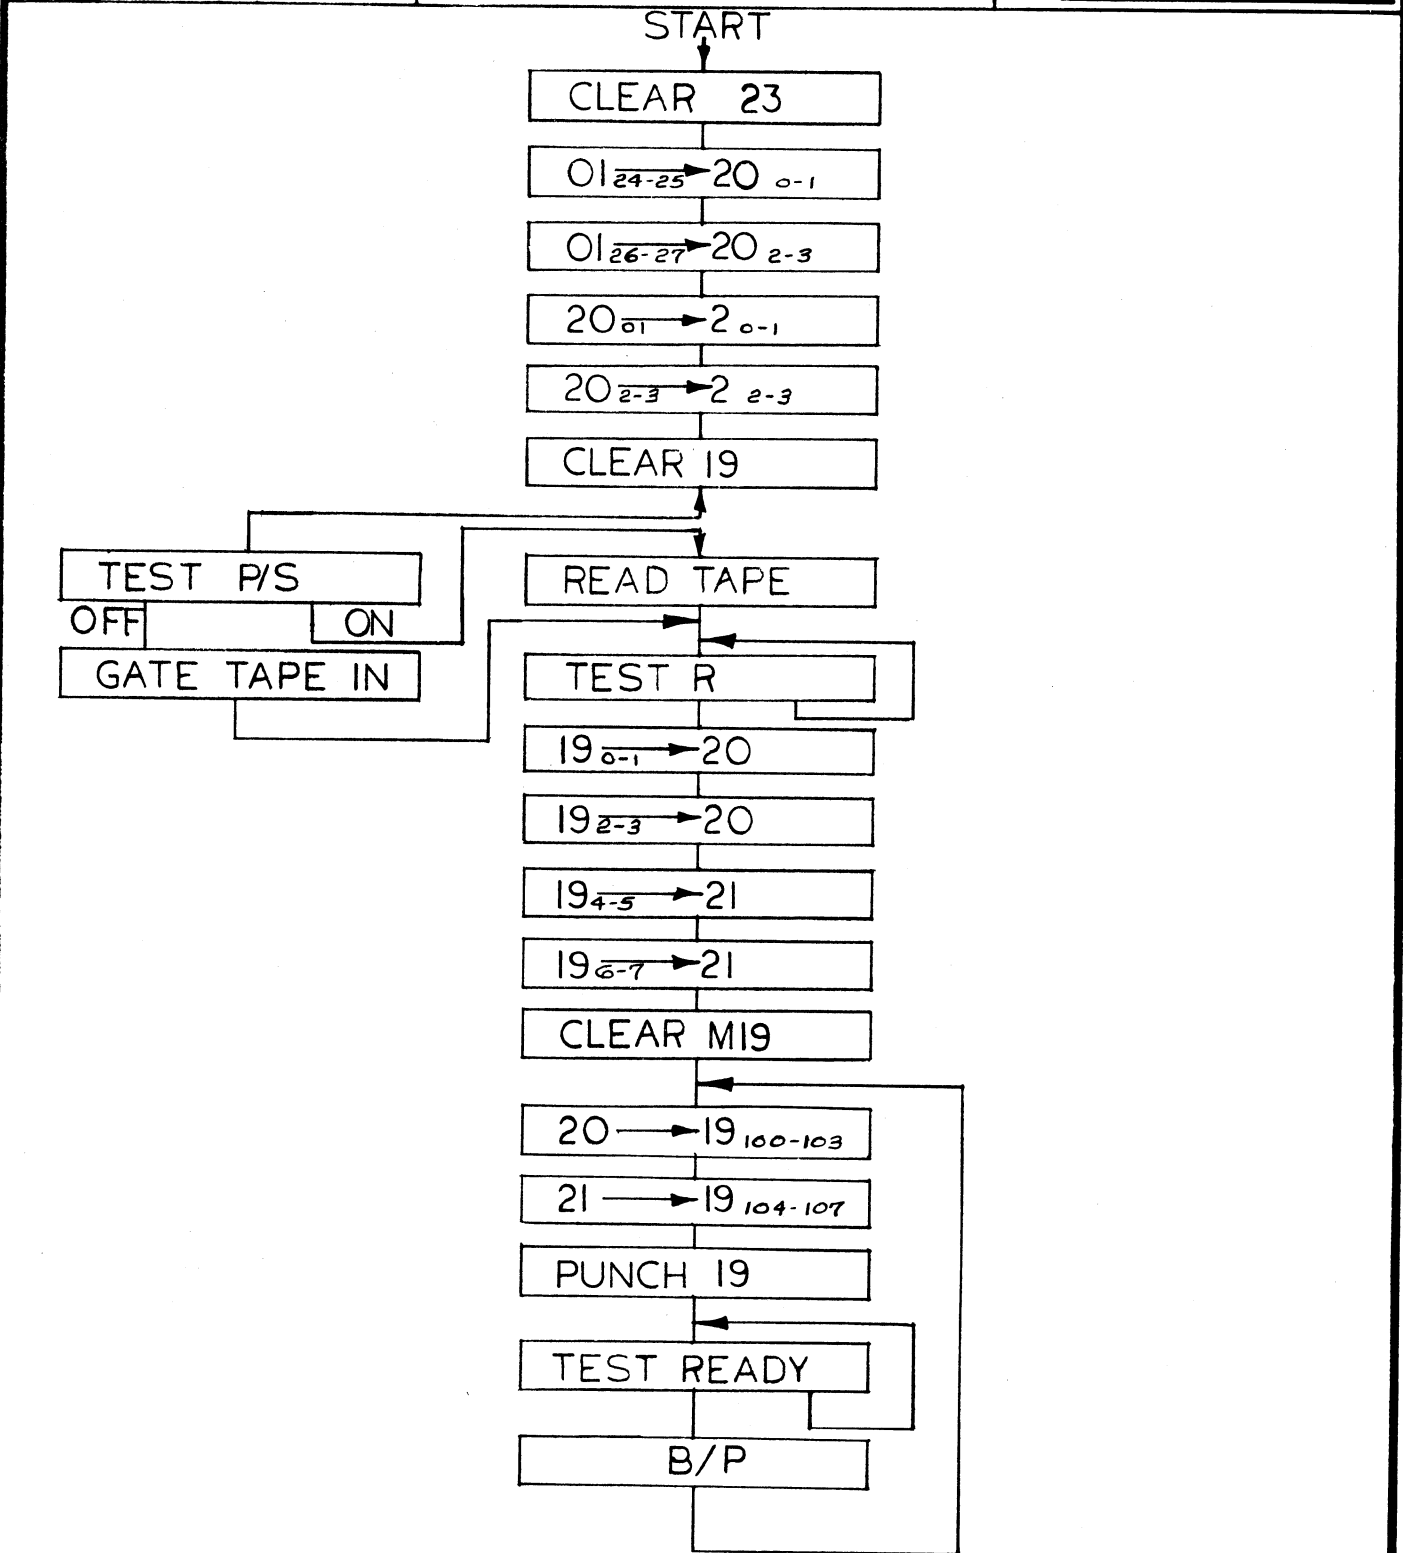 START
CLEAR 23
01 24-25 → 20 0-1
01 26-27 → 20 2-3
20 01 → 2 0-1
20 2-3 → 2 2-3
CLEAR 19
TEST P/S
READ TAPE
OFF ON
GATE TAPE IN
TEST R
19 0-1 → 20
19 2-3 → 20
19 4-5 → 21
19 6-7 → 21
CLEAR M19
20 → 19 100-103
21 → 19 104-107
PUNCH 19
TEST READY
B/P